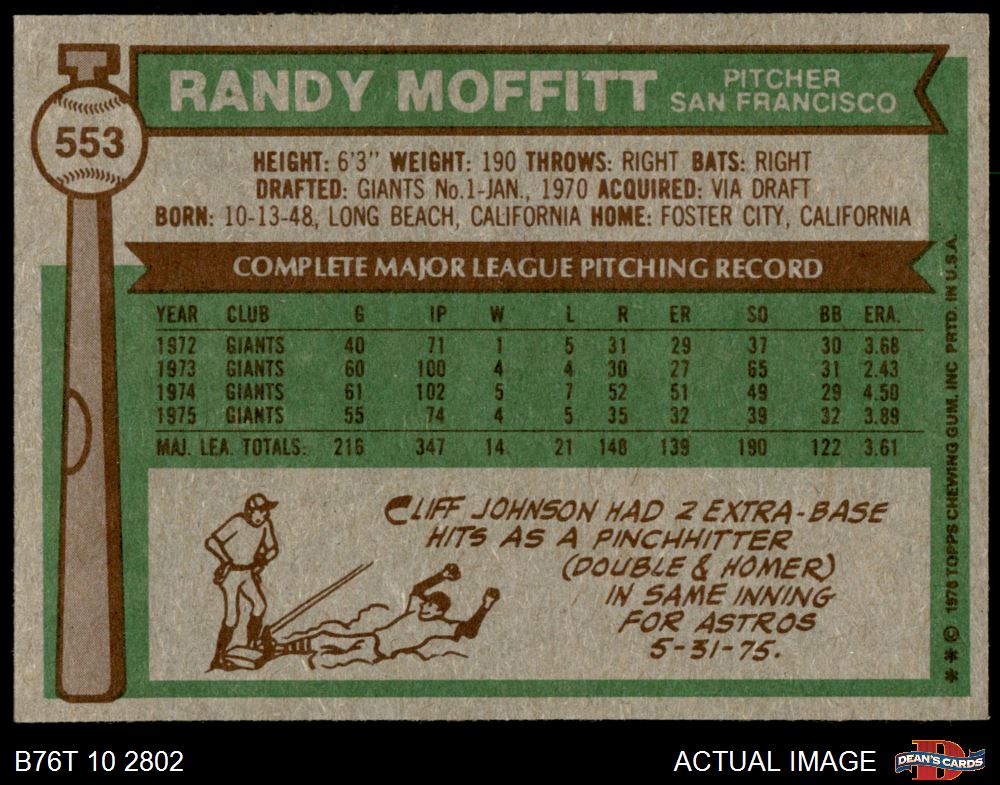 RANDY MOFFITT
PITCHER
SAN FRANCISCO
553
HEIGHT: 6'3" WEIGHT: 190 THROWS: RIGHT BATS: RIGHT
DRAFTED: GIANTS No.1-JAN., 1970 ACQUIRED: VIA DRAFT
BORN: 10-13-48, LONG BEACH, CALIFORNIA HOME: FOSTER CITY, CALIFORNIA
COMPLETE MAJOR LEAGUE PITCHING RECORD
YEAR CLUB G IP W L R ER SO BB ERA.
1972 GIANTS 40 71 1 5 31 29 37 30 3.68
1973 GIANTS 60 100 4 4 30 27 65 31 2.43
1974 GIANTS 61 102 5 7 52 51 49 29 4.50
1975 GIANTS 55 74 4 5 35 32 39 32 3.89
MAJ. LEA. TOTALS: 216 347 14 21 148 139 190 122 3.61
CLIFF JOHNSON HAD 2 EXTRA-BASE
HITS AS A PINCHHITTER
(DOUBLE & HOMER)
IN SAME INNING
FOR ASTROS
5-31-75.
** © 1976 TOPPS CHEWING GUM, INC PRTD. IN U.S.A.
B76T 10 2802
ACTUAL IMAGE
D
DEAN'S CARDS